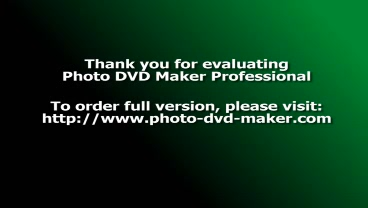 Thank you for evaluating
Photo DVD Maker Professional
To order full version, please visit:
http://www.photo-dvd-maker.com